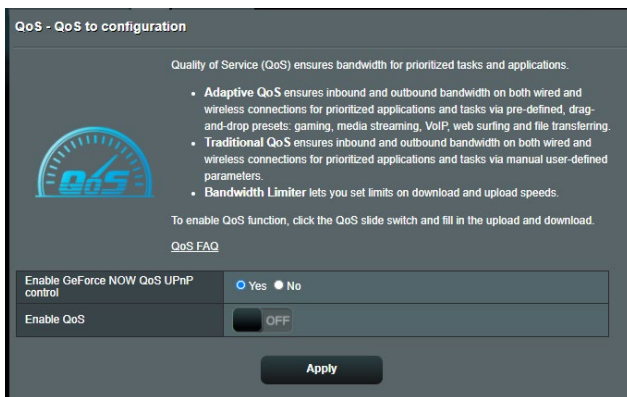 QoS - QoS to configuration
Quality of Service (QoS) ensures bandwidth for prioritized tasks and applications.
• Adaptive QoS ensures inbound and outbound bandwidth on both wired and
wireless connections for prioritized applications and tasks via pre-defined, drag-
and-drop presets: gaming, media streaming, VoIP, web surfing and file transferring.
• Traditional QoS ensures inbound and outbound bandwidth on both wired and
wireless connections for prioritized applications and tasks via manual user-defined
parameters.
• Bandwidth Limiter lets you set limits on download and upload speeds.
QoS
To enable QoS function, click the QoS slide switch and fill in the upload and download.
QoS FAQ
Enable GeForce NOW QoS UPnP
control
Yes No
Enable QoS
OFF
Apply